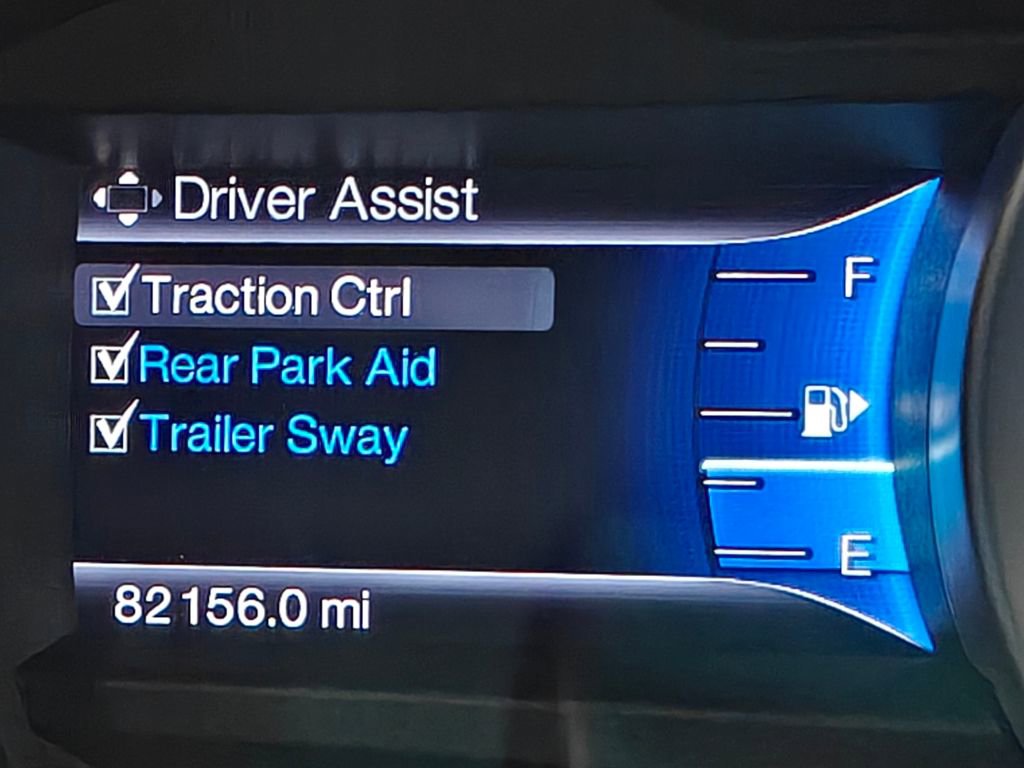 Driver Assist
Traction Ctrl
Rear Park Aid
Trailer Sway
F
E
82156.0 mi